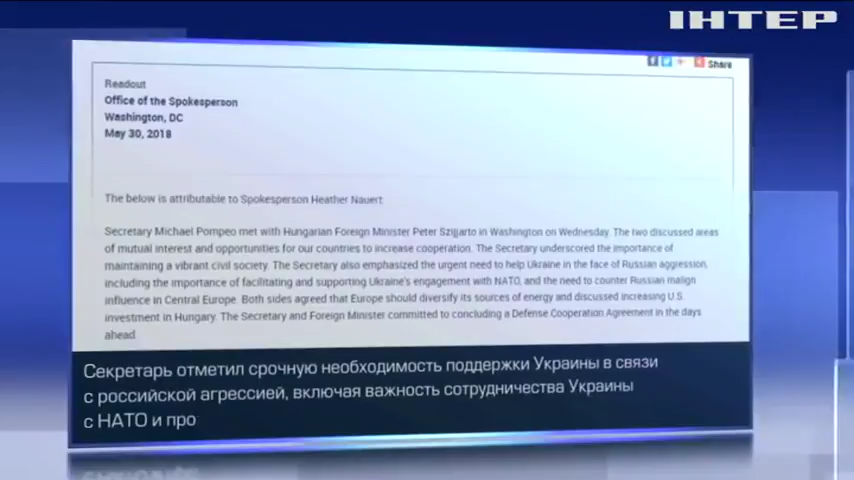 ІНТЕР
Share
Readout
Office of the Spokesperson
Washington, DC
May 30, 2018
The below is attributable to Spokesperson Heather Nauert
Secretary Michael Pompeo met with Hungarian Foreign Minister Peter Szijjarto in Washington on Wednesday. The two discussed areas
of mutual interest and opportunities for our countries to increase cooperation. The Secretary underscored the importance of
maintaining a vibrant civil society. The Secretary also emphasized the urgent need to help Ukraine in the face of Russian aggression,
including the importance of facilitating and supporting Ukraine's engagement with NATO, and the need to counter Russian malign
influence in Central Europe. Both sides agreed that Europe should diversify its sources of energy and discussed increasing U.S.
investment in Hungary. The Secretary and Foreign Minister committed to concluding a Defense Cooperation Agreement in the days
ahead.
Секретарь отметил срочную необходимость поддержки Украины в связи
с российской агрессией, включая важность сотрудничества Украины
с НАТО и про